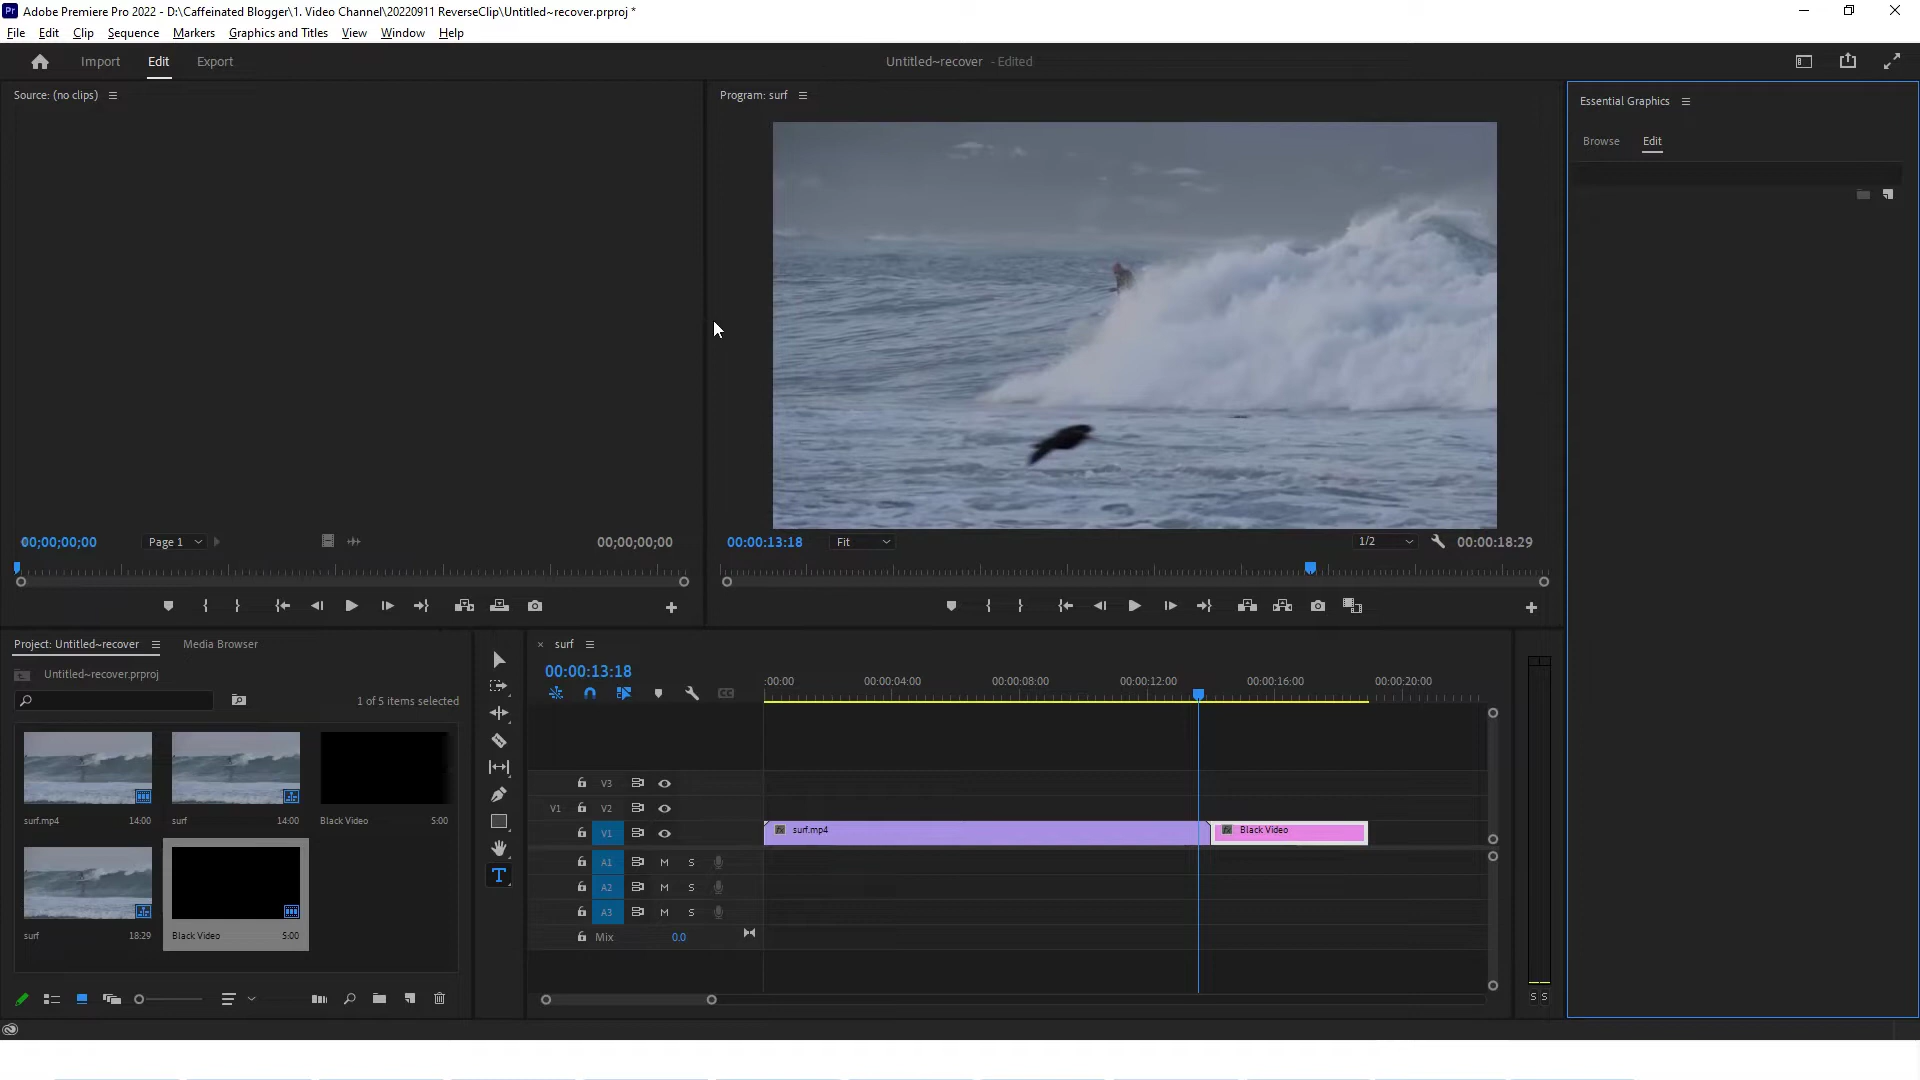 Pr Adobe Premiere Pro 2022 - D:\Caffeinated Blogger\1. Video Channel\20220911 ReverseClip\Untitled~recover.prproj *
File Edit Clip Sequence Markers Graphics and Titles View Window Help
Import Edit Export Untitled~recover - Edited
Source: (no clips)
Program: surf
Essential Graphics
Browse Edit
00;00;00;00 Page 1 00;00;00;00
00:00:13:18 Fit 1/2 00:00:18:29
Project: Untitled~recover Media Browser
Untitled~recover.prproj
1 of 5 items selected
surf.mp4 14:00 surf 14:00 Black Video 5:00
surf 18:29 Black Video 5:00
surf
00:00:13:18
:00:00 00:00:04:00 00:00:08:00 00:00:12:00 00:00:16:00 00:00:20:00
V3
V1 V2
V1 fx surf.mp4 fx Black Video
A1 M S
A2 M S
A3 M S
Mix 0.0
S S